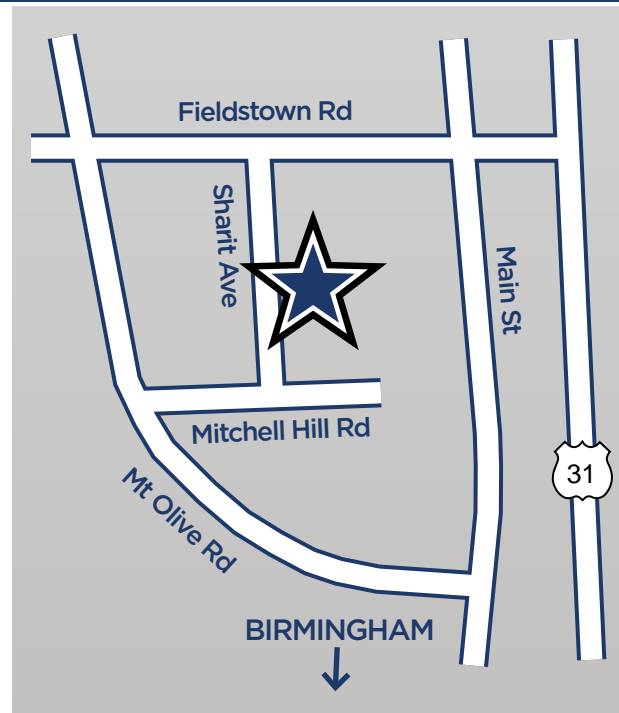 Fieldstown Rd
Sharit Ave
Main St
Mitchell Hill Rd
31
Mt Olive Rd
BIRMINGHAM